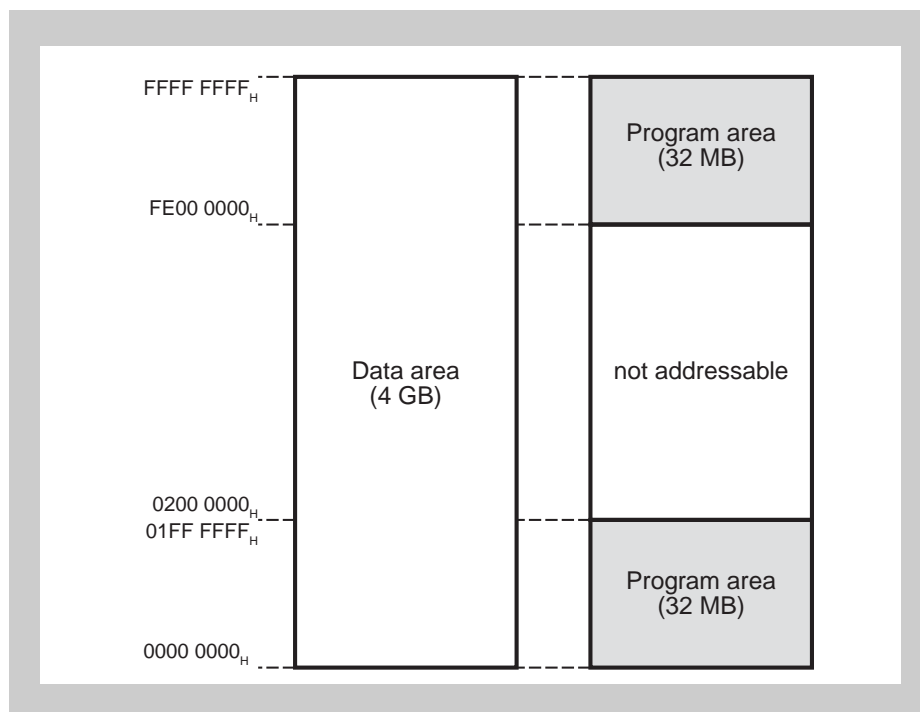 FFFF FFFFH
Program area
(32 MB)
FE00 0000H
Data area
(4 GB)
not addressable
0200 0000H
01FF FFFFH
Program area
(32 MB)
0000 0000H